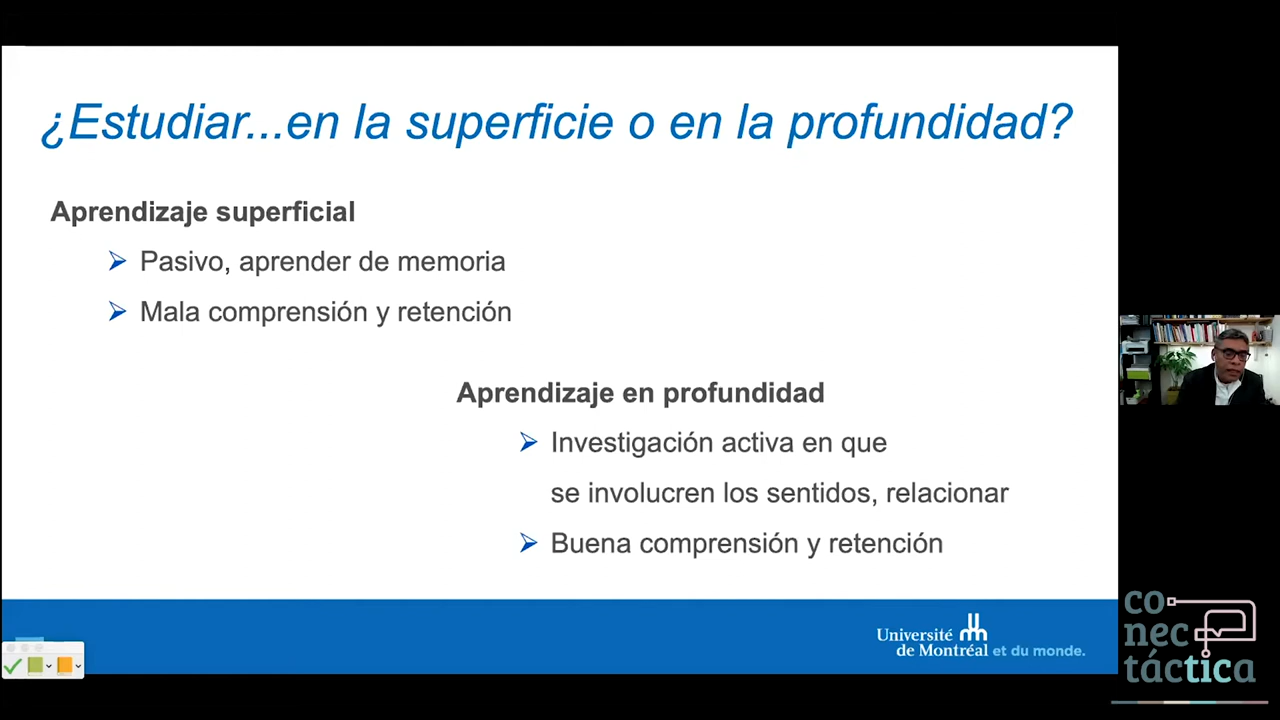 ¿Estudiar...en la superficie o en la profundidad?
Aprendizaje superficial
Pasivo, aprender de memoria
Mala comprensión y retención
Aprendizaje en profundidad
Investigación activa en que
se involucren los sentidos, relacionar
Buena comprensión y retención
Université
de Montréal et du monde.
co
nec
táctica